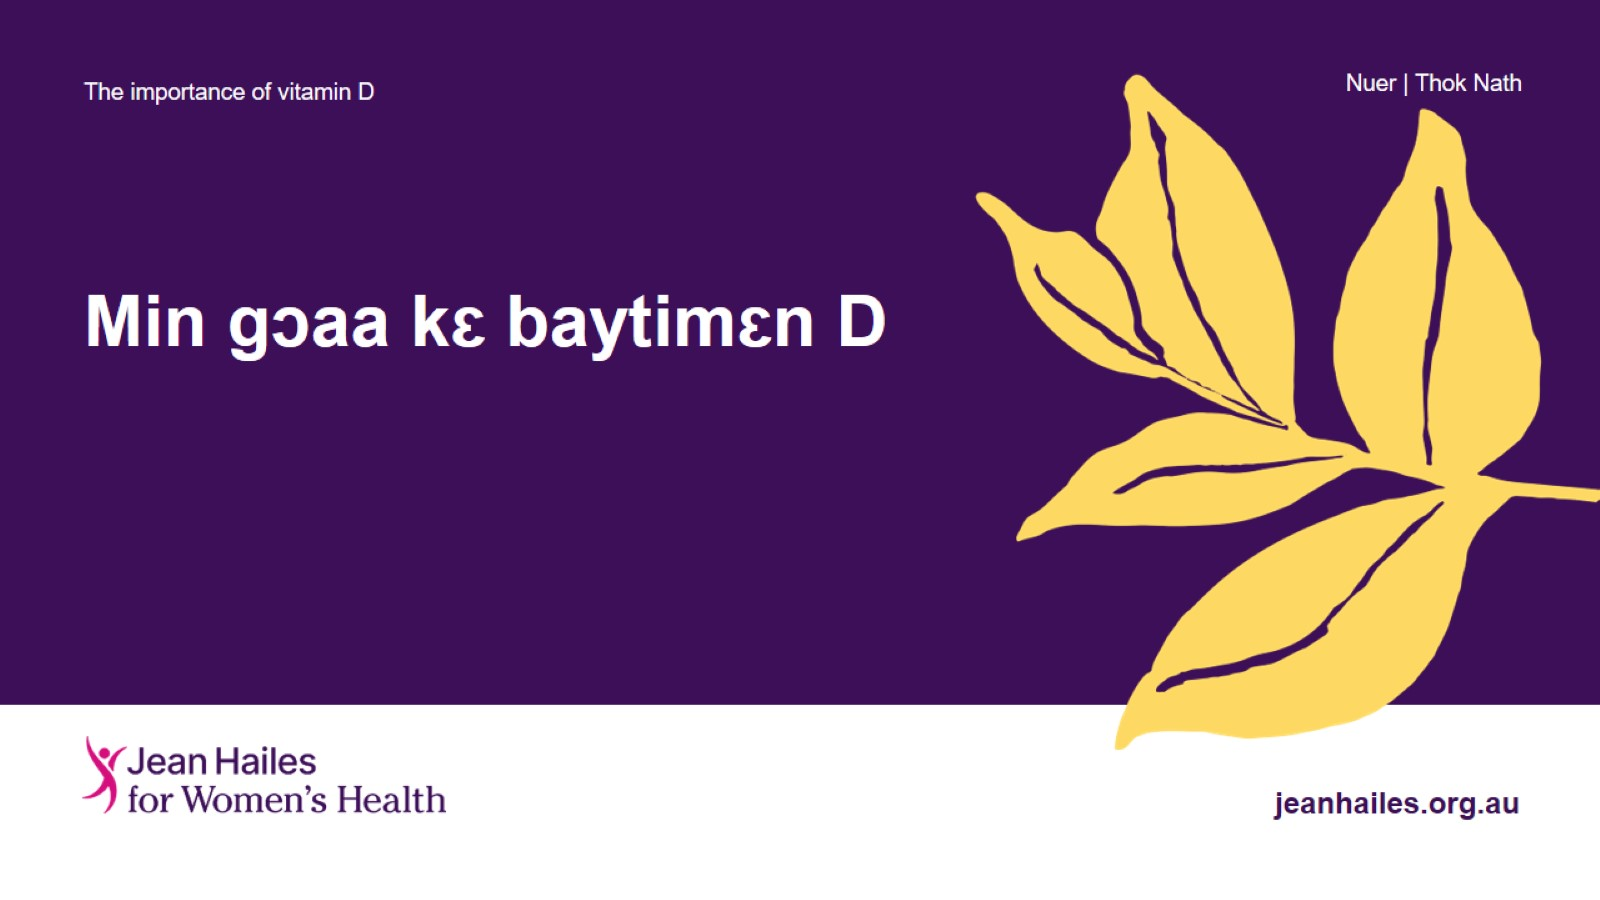 The importance of vitamin D
Nuer | Thok Nath
Min gɔaa kɛ baytimɛn D
Jean Hailes
for Women's Health
jeanhailes.org.au